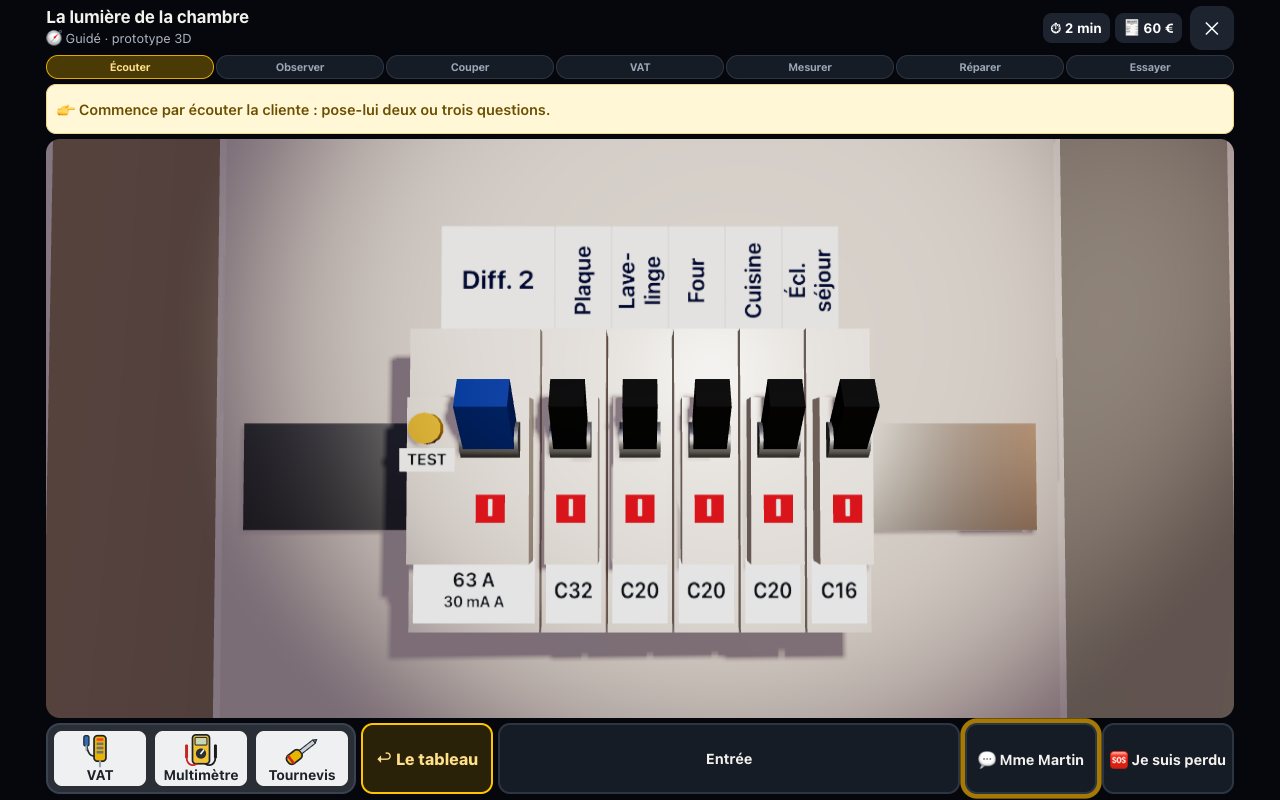 La lumière de la chambre
🧭 Guidé · prototype 3D
⏱ 2 min
🧾 60 €
✕
Écouter
Observer
Couper
VAT
Mesurer
Réparer
Essayer
👉 Commence par écouter la cliente : pose-lui deux ou trois questions.
Diff. 2
Plaque
Lave-
linge
Four
Cuisine
Écl.
séjour
TEST
I
I
I
I
I
I
63 A
30 mA A
C32
C20
C20
C20
C16
VAT
Multimètre
Tournevis
↩ Le tableau
Entrée
💬 Mme Martin
🆘 Je suis perdu